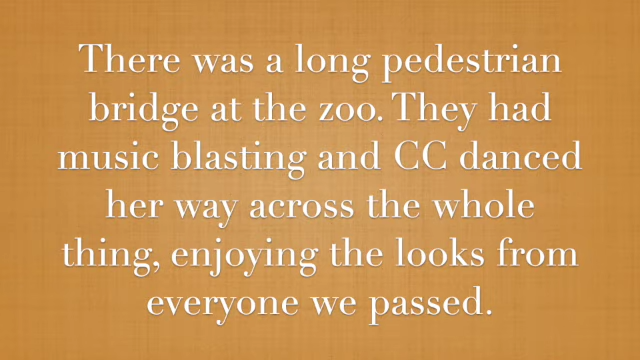 There was a long pedestrian
bridge at the zoo. They had
music blasting and CC danced
her way across the whole
thing, enjoying the looks from
everyone we passed.